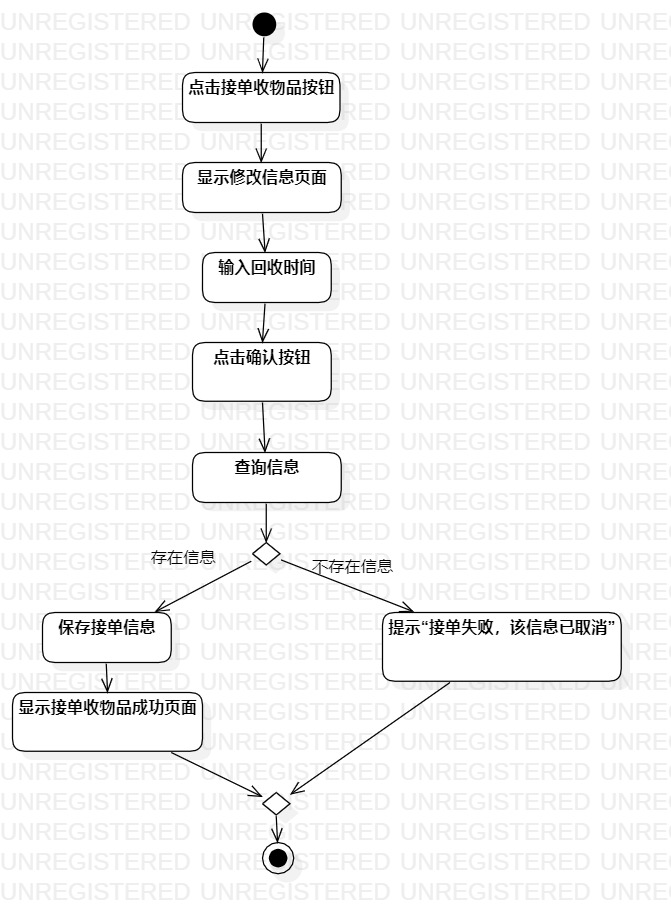 点击接单收物品按钮
显示修改信息页面
输入回收时间
点击确认按钮
查询信息
存在信息
不存在信息
保存接单信息
提示“接单失败，该信息已取消”
显示接单收物品成功页面
UNREGISTERED